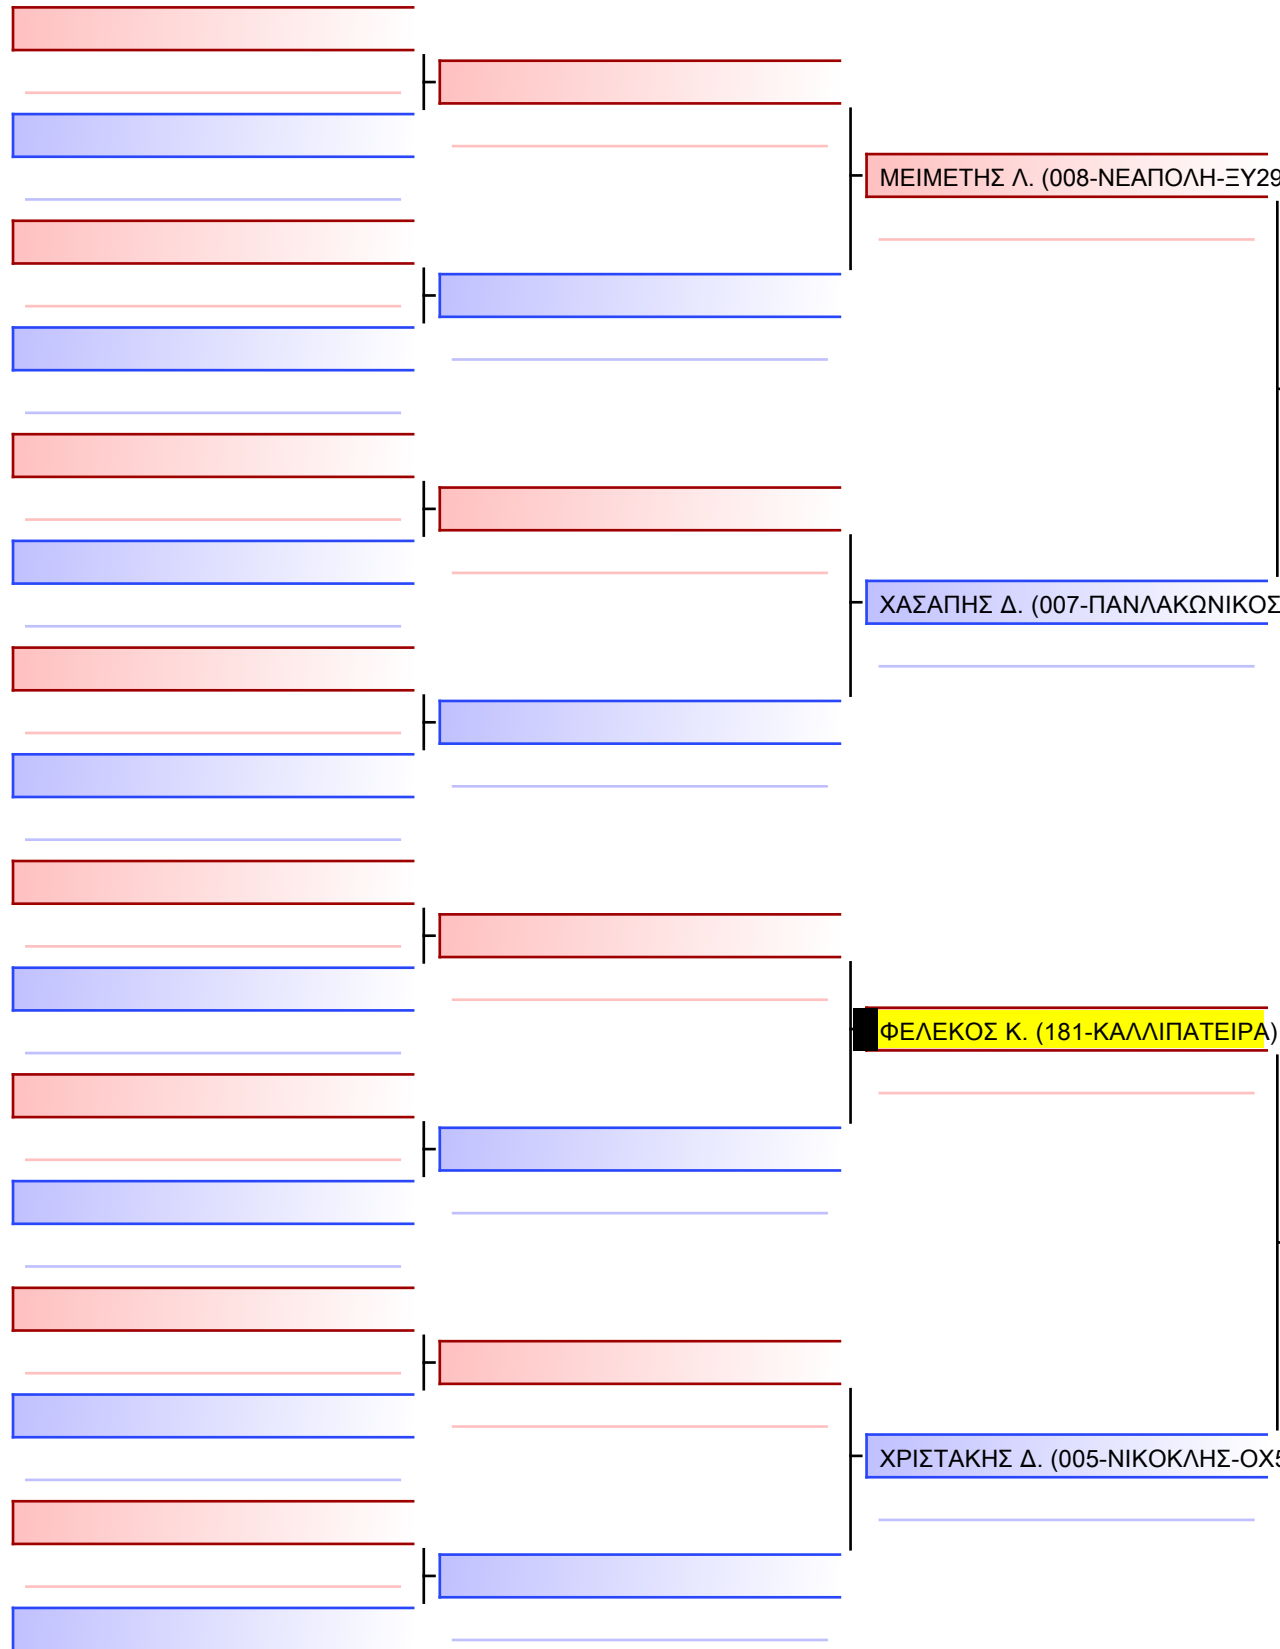 ΜΕΙΜΕΤΗΣ Λ. (008-ΝΕΑΠΟΛΗ-ΞΥ29
ΧΑΣΑΠΗΣ Δ. (007-ΠΑΝΛΑΚΩΝΙΚΟΣ
ΦΕΛΕΚΟΣ Κ. (181-ΚΑΛΛΙΠΑΤΕΙΡΑ)
ΧΡΙΣΤΑΚΗΣ Δ. (005-ΝΙΚΟΚΛΗΣ-ΟΧ5